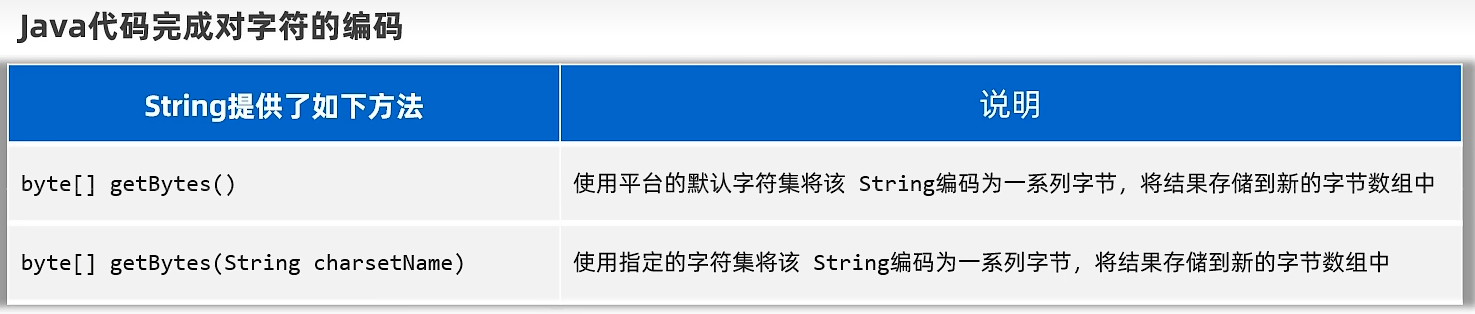 Java代码完成对字符的编码
String提供了如下方法 说明
byte[] getBytes() 使用平台的默认字符集将该 String编码为一系列字节，将结果存储到新的字节数组中
byte[] getBytes(String charsetName) 使用指定的字符集将该 String编码为一系列字节，将结果存储到新的字节数组中